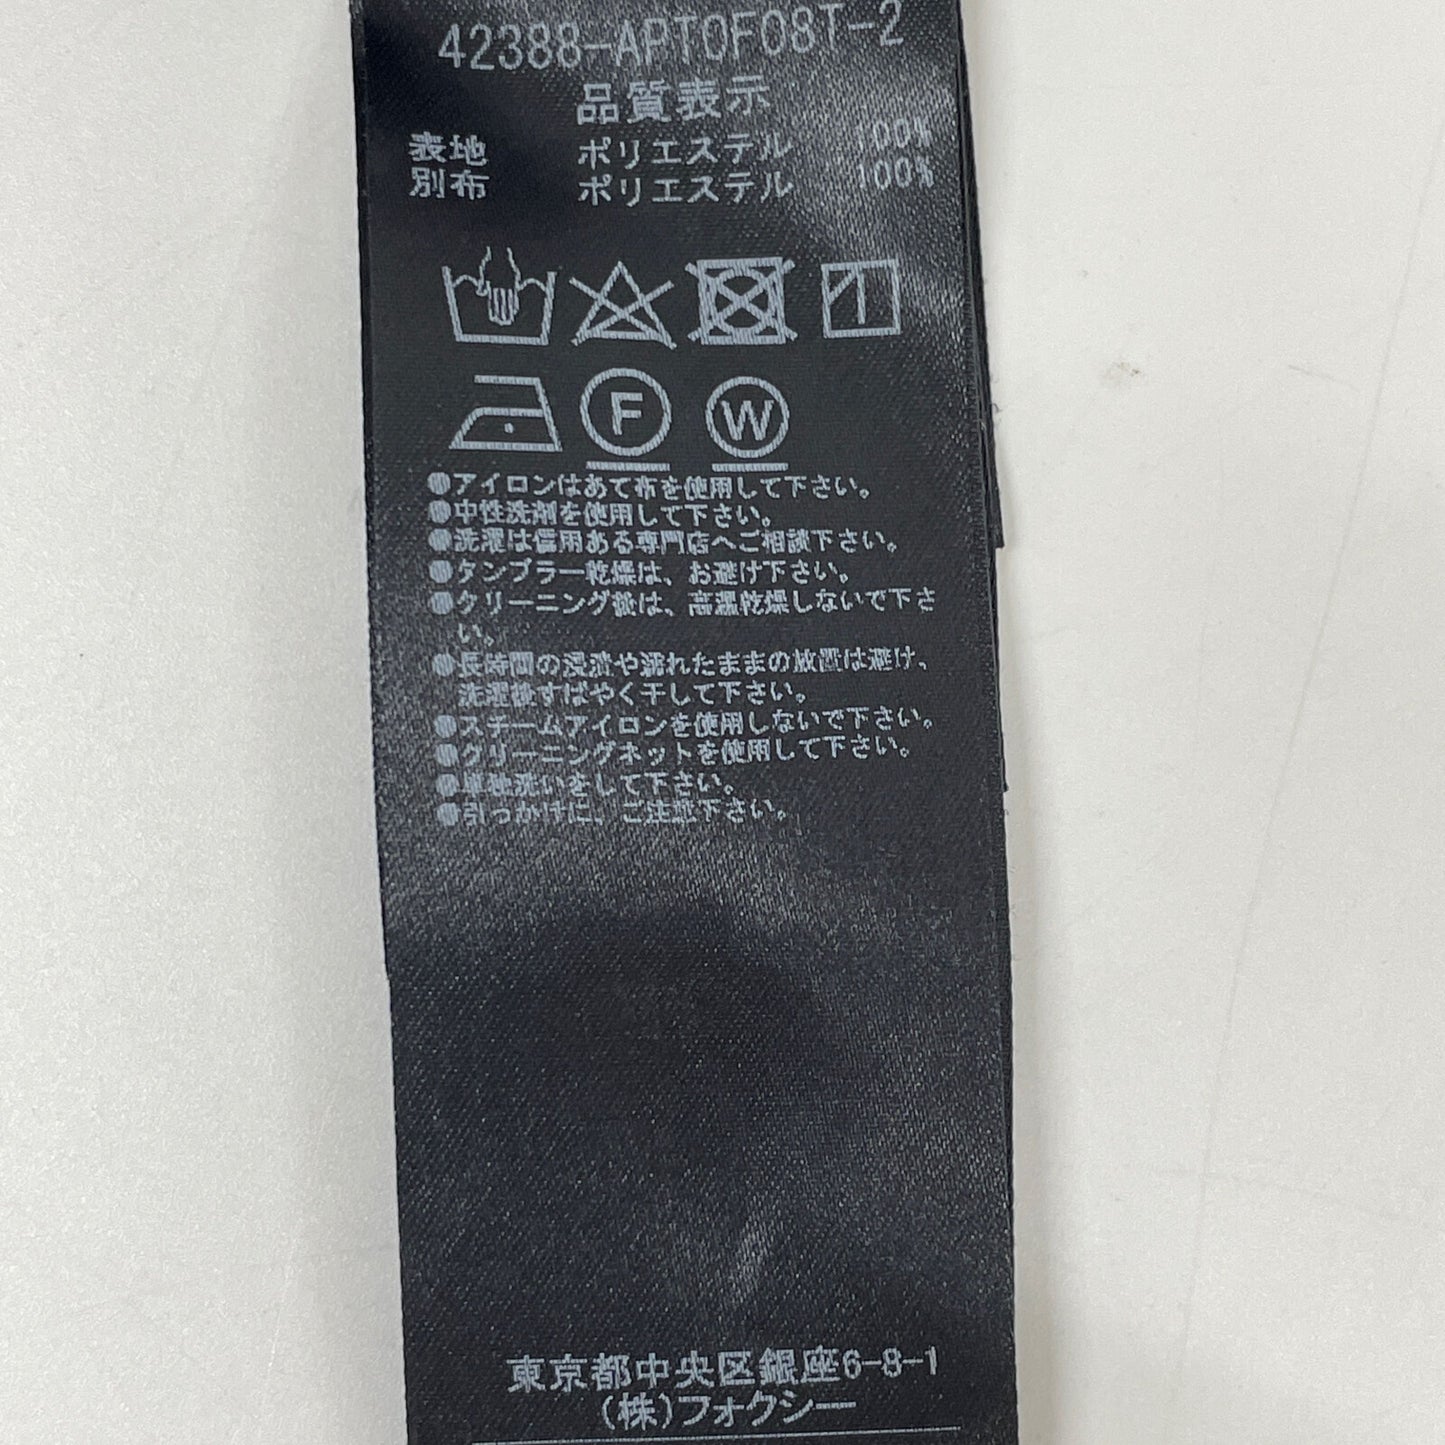 42388-APT0F08T-2
品質表示
表地 ポリエステル 100%
別布 ポリエステル 100%
F W
●アイロンはあて布を使用して下さい。
●中性洗剤を使用して下さい。
●洗濯は信用ある専門店へご相談下さい。
●タンブラー乾燥は、お避け下さい。
●クリーニング後は、高温乾燥しないで下さ
い。
●長時間の浸漬や濡れたままの放置は避け、
洗濯後すばやく干して下さい。
●スチームアイロンを使用しないで下さい。
●クリーニングネットを使用して下さい。
●単独洗いをして下さい。
●引っかけに、ご注意下さい。
東京都中央区銀座6-8-1
(株)フォクシー